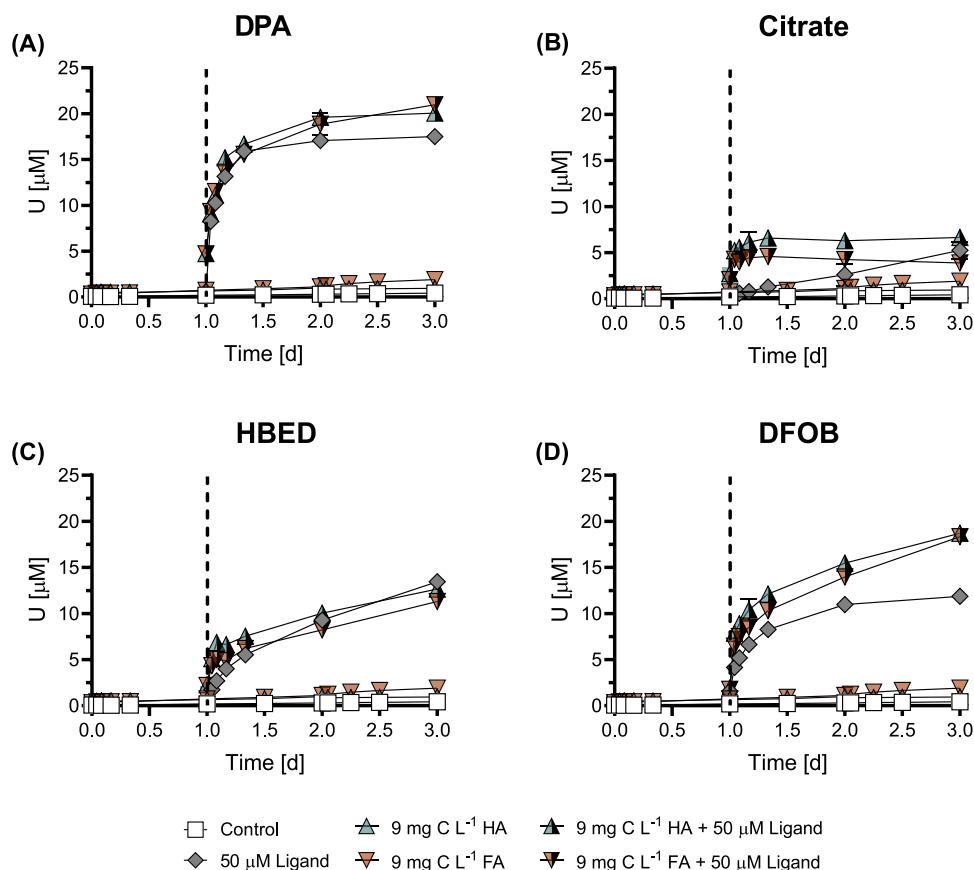 DPA
(A)
25
20
15
10
5
0
U [μM]
0.0 0.5 1.0 1.5 2.0 2.5 3.0
Time [d]
Citrate
(B)
25
20
15
10
5
0
U [μM]
0.0 0.5 1.0 1.5 2.0 2.5 3.0
Time [d]
HBED
(C)
25
20
15
10
5
0
U [μM]
0.0 0.5 1.0 1.5 2.0 2.5 3.0
Time [d]
DFOB
(D)
25
20
15
10
5
0
U [μM]
0.0 0.5 1.0 1.5 2.0 2.5 3.0
Time [d]
Control
9 mg C L⁻¹ HA
9 mg C L⁻¹ HA + 50 μM Ligand
50 μM Ligand
9 mg C L⁻¹ FA
9 mg C L⁻¹ FA + 50 μM Ligand